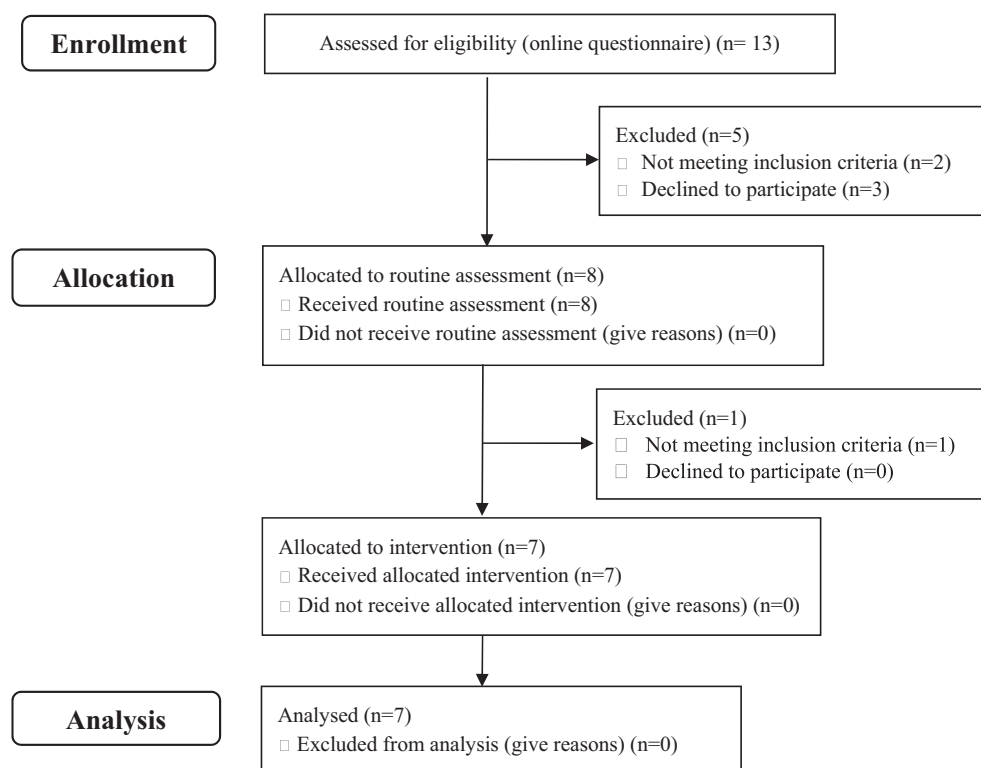 Enrollment
Assessed for eligibility (online questionnaire) (n= 13)
Excluded (n=5)
Not meeting inclusion criteria (n=2)
Declined to participate (n=3)
Allocation
Allocated to routine assessment (n=8)
Received routine assessment (n=8)
Did not receive routine assessment (give reasons) (n=0)
Excluded (n=1)
Not meeting inclusion criteria (n=1)
Declined to participate (n=0)
Allocated to intervention (n=7)
Received allocated intervention (n=7)
Did not receive allocated intervention (give reasons) (n=0)
Analysis
Analysed (n=7)
Excluded from analysis (give reasons) (n=0)